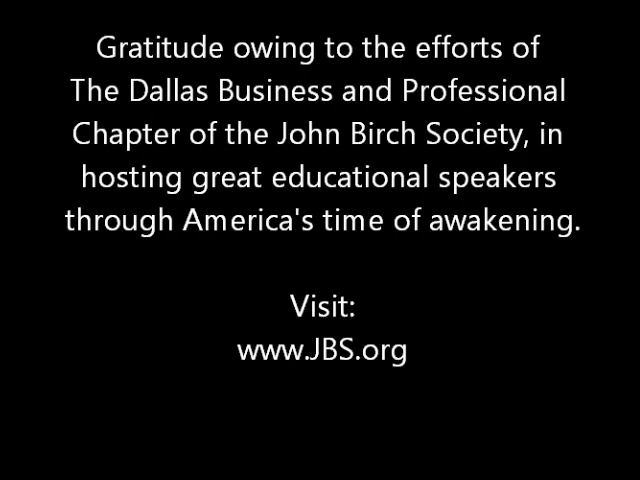 Gratitude owing to the efforts of
The Dallas Business and Professional
Chapter of the John Birch Society, in
hosting great educational speakers
through America's time of awakening.
Visit:
www.JBS.org